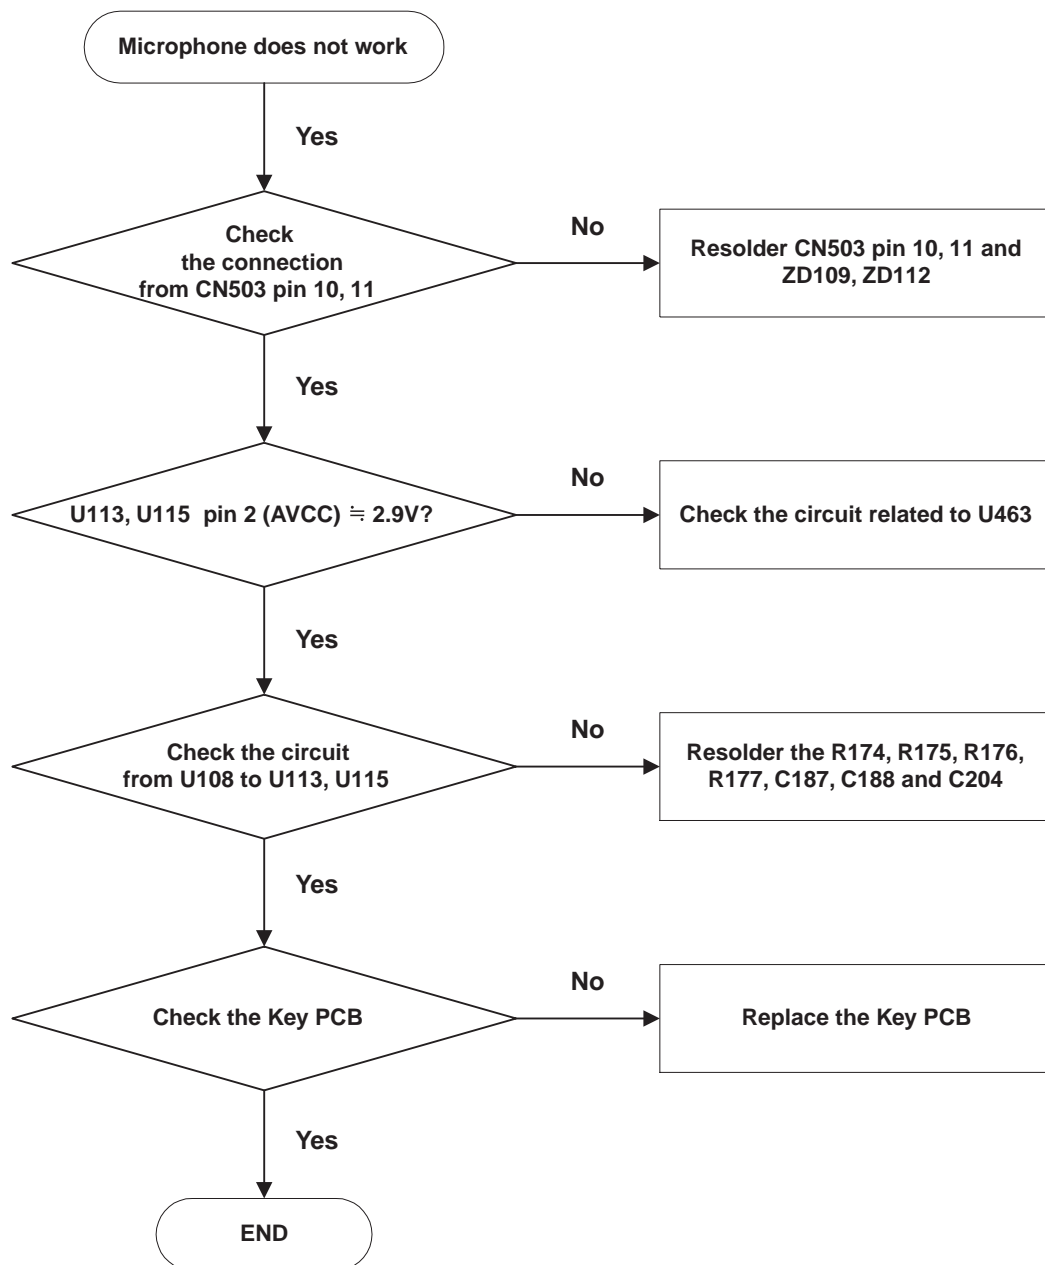 Microphone does not work
Yes
Check
the connection
from CN503 pin 10, 11
No
Resolder CN503 pin 10, 11 and
ZD109, ZD112
Yes
U113, U115 pin 2 (AVCC) ≒ 2.9V?
No
Check the circuit related to U463
Yes
Check the circuit
from U108 to U113, U115
No
Resolder the R174, R175, R176,
R177, C187, C188 and C204
Yes
Check the Key PCB
No
Replace the Key PCB
Yes
END